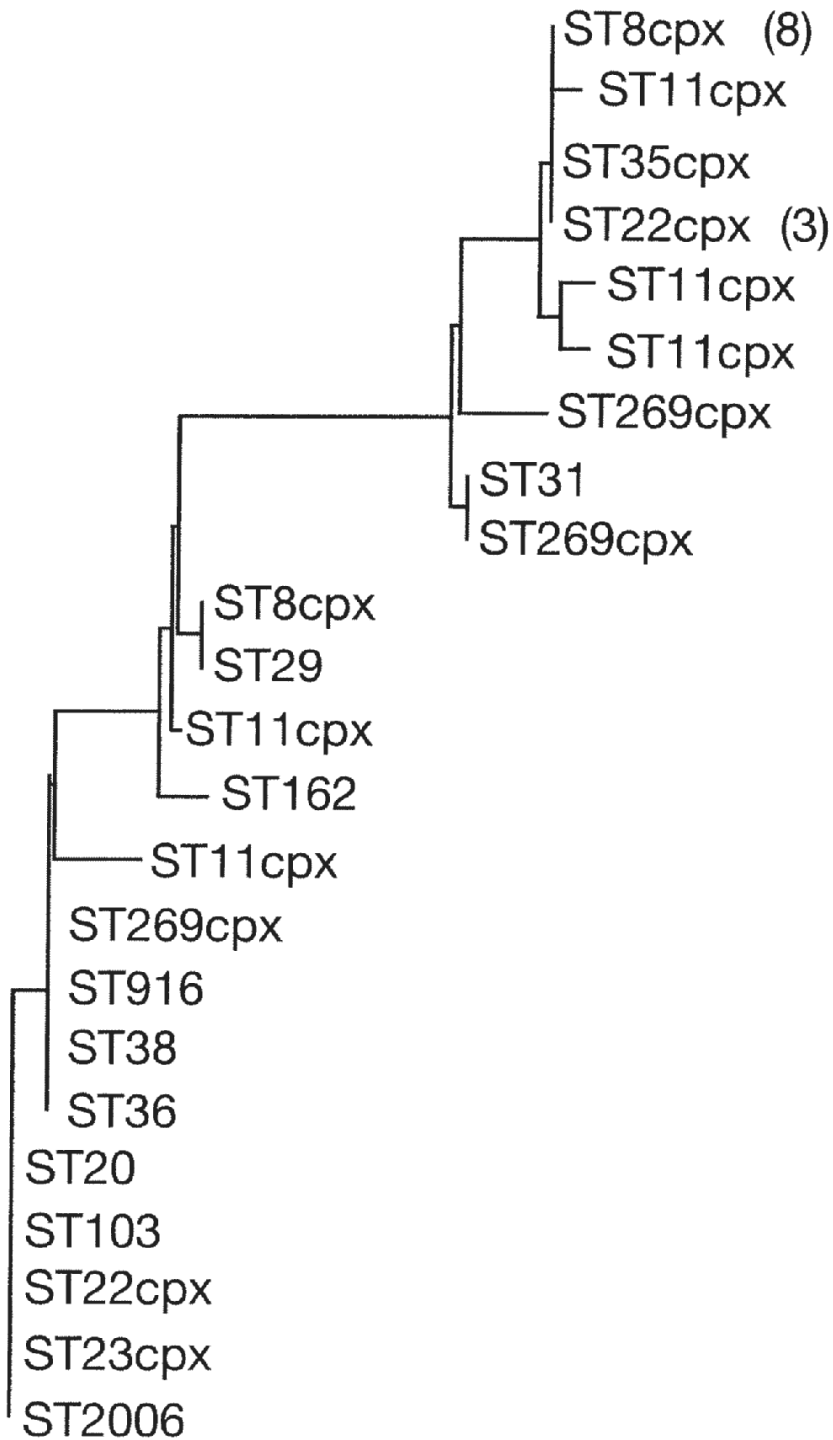 ST8cpx (8)
ST11cpx
ST35cpx
ST22cpx (3)
ST11cpx
ST11cpx
ST269cpx
ST31
ST269cpx
ST8cpx
ST29
ST11cpx
ST162
ST11cpx
ST269cpx
ST916
ST38
ST36
ST20
ST103
ST22cpx
ST23cpx
ST2006